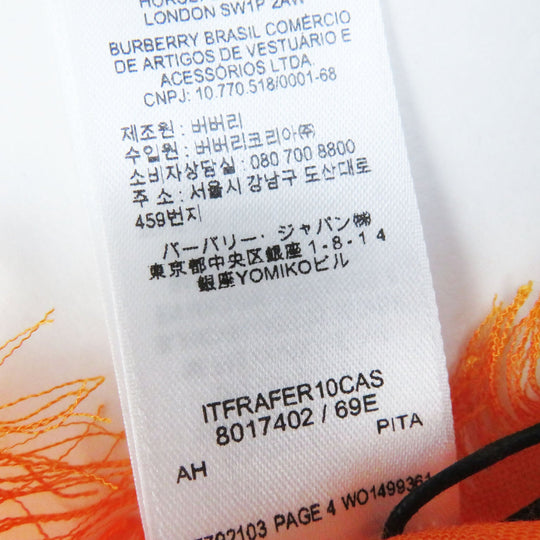 LONDON SW1P 2AW
BURBERRY BRASIL COMÉRCIO
DE ARTIGOS DE VESTUÁRIO E
ACESSÓRIOS LTDA.
CNPJ: 10.770.518/0001-68
제조원 : 버버리
수입원 : 버버리코리아㈜
소비자상담실 : 080 700 8800
주 소 : 서울시 강남구 도산대로
459번지
バーバリー・ジャパン㈱
東京都中央区銀座1-8-14
銀座YOMIKOビル
ITFRAFER10CAS
8017402 / 69E
AH PITA
PAGE 4 WO1499361